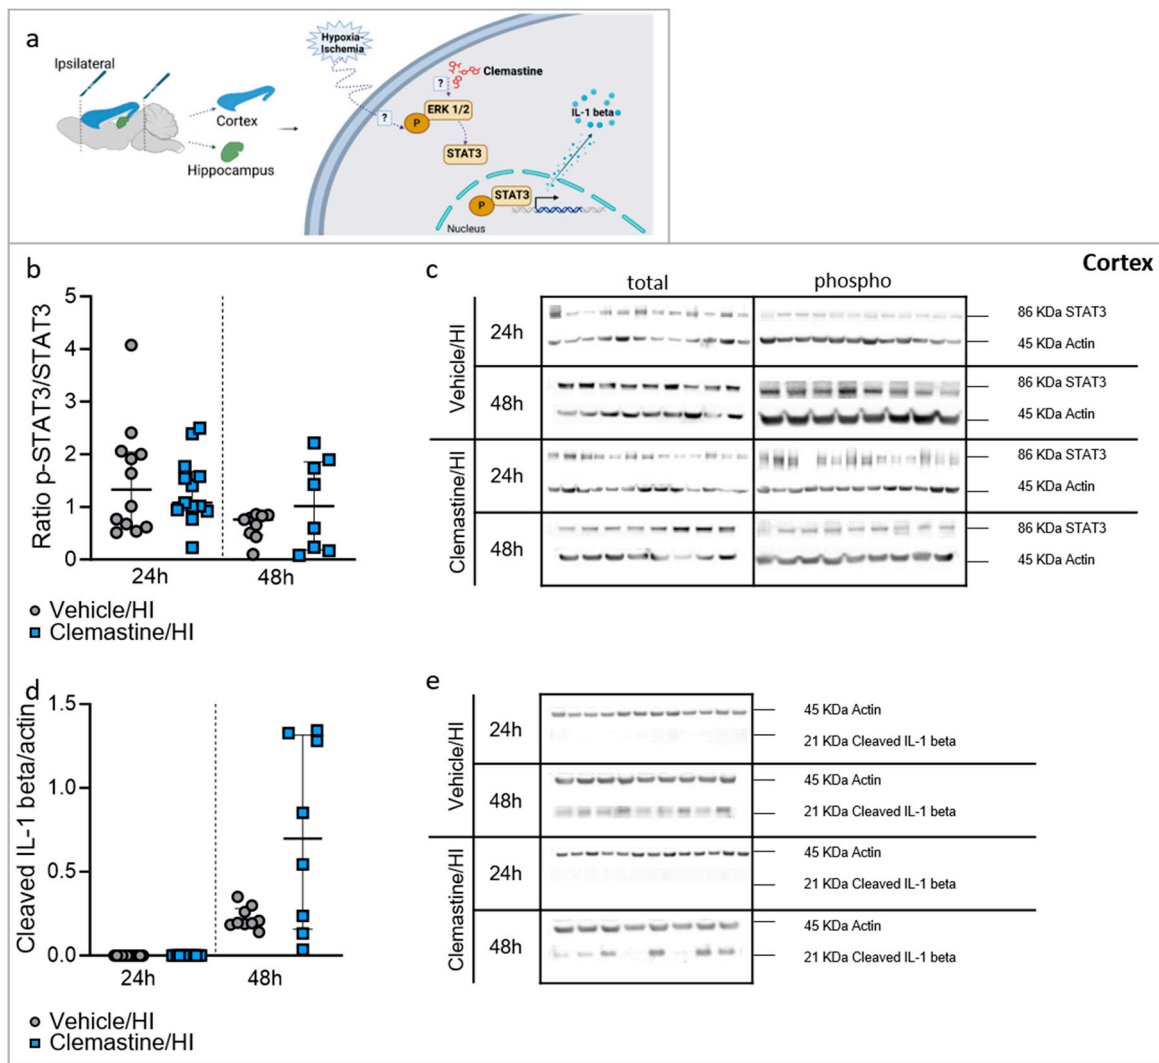 a
Ipsilateral
Cortex
Hippocampus
Hypoxia-
Ischemia
?
Clemastine
?
ERK 1/2
P
STAT3
IL-1 beta
STAT3
P
Nucleus
Cortex
b
Ratio p-STAT3/STAT3
5
4
3
2
1
0
24h
48h
Vehicle/HI
Clemastine/HI
c
total
phospho
Vehicle/HI
24h
86 KDa STAT3
45 KDa Actin
48h
86 KDa STAT3
45 KDa Actin
Clemastine/HI
24h
86 KDa STAT3
45 KDa Actin
48h
86 KDa STAT3
45 KDa Actin
d
Cleaved IL-1 beta/actin
1.5
1.0
0.5
0.0
24h
48h
Vehicle/HI
Clemastine/HI
e
Vehicle/HI
24h
45 KDa Actin
21 KDa Cleaved IL-1 beta
48h
45 KDa Actin
21 KDa Cleaved IL-1 beta
Clemastine/HI
24h
45 KDa Actin
21 KDa Cleaved IL-1 beta
48h
45 KDa Actin
21 KDa Cleaved IL-1 beta